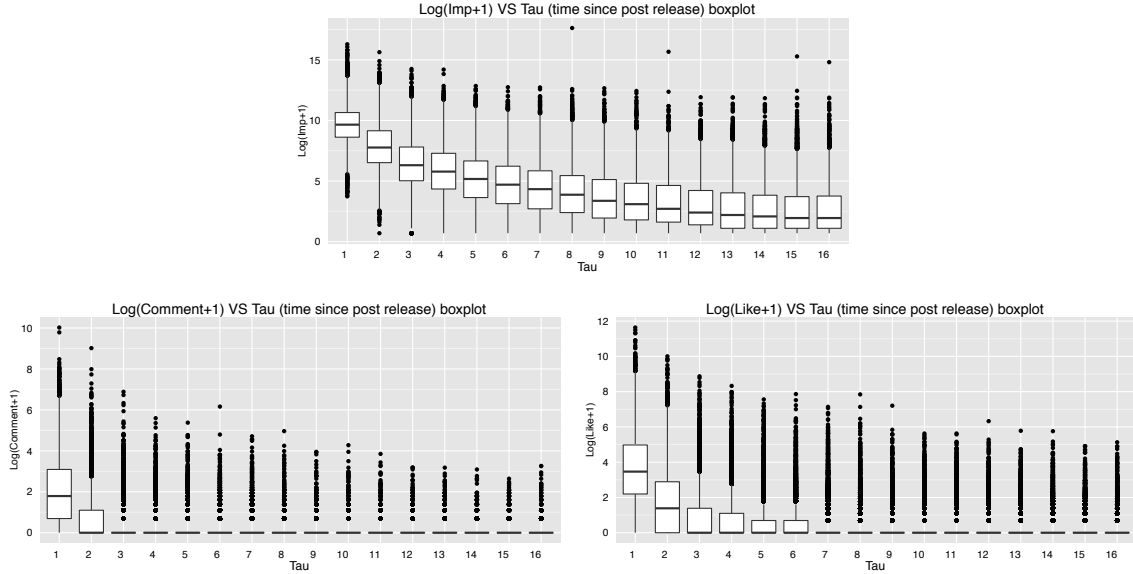 Log(Imp+1) VS Tau (time since post release) boxplot
Log(Imp+1)
15
10
5
0
1 2 3 4 5 6 7 8 9 10 11 12 13 14 15 16
Tau
Log(Comment+1) VS Tau (time since post release) boxplot
Log(Comment+1)
10
8
6
4
2
0
1 2 3 4 5 6 7 8 9 10 11 12 13 14 15 16
Tau
Log(Like+1) VS Tau (time since post release) boxplot
Log(Like+1)
12
10
8
6
4
2
0
1 2 3 4 5 6 7 8 9 10 11 12 13 14 15 16
Tau